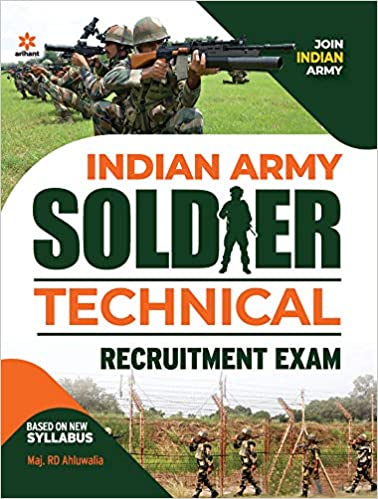 arihant
JOIN
INDIAN
ARMY
INDIAN ARMY
SOLDIER
TECHNICAL
RECRUITMENT EXAM
BASED ON NEW
SYLLABUS
Maj. RD Ahluwalia